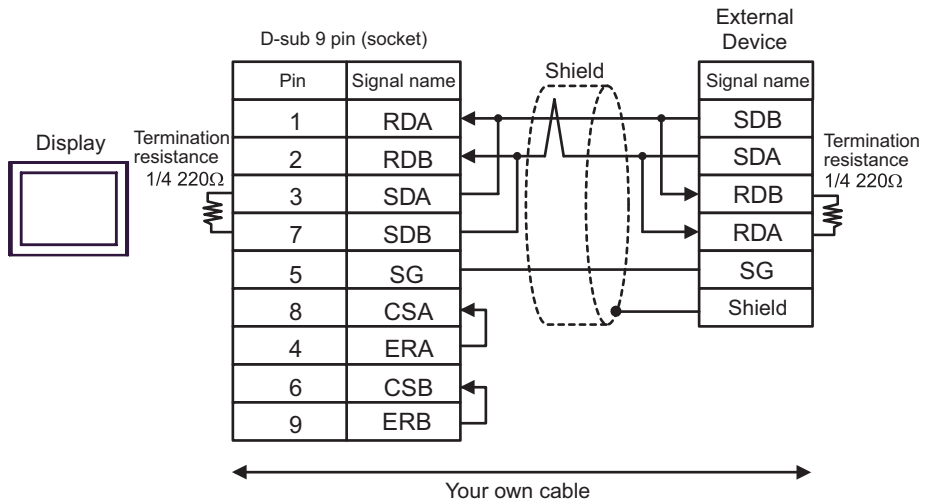 External
Device
D-sub 9 pin (socket)
Pin Signal name
Shield
Signal name
1 RDA
SDB
Display
Termination
resistance
1/4 220Ω
2 RDB
SDA
Termination
resistance
1/4 220Ω
3 SDA
RDB
7 SDB
RDA
5 SG
SG
8 CSA
Shield
4 ERA
6 CSB
9 ERB
Your own cable